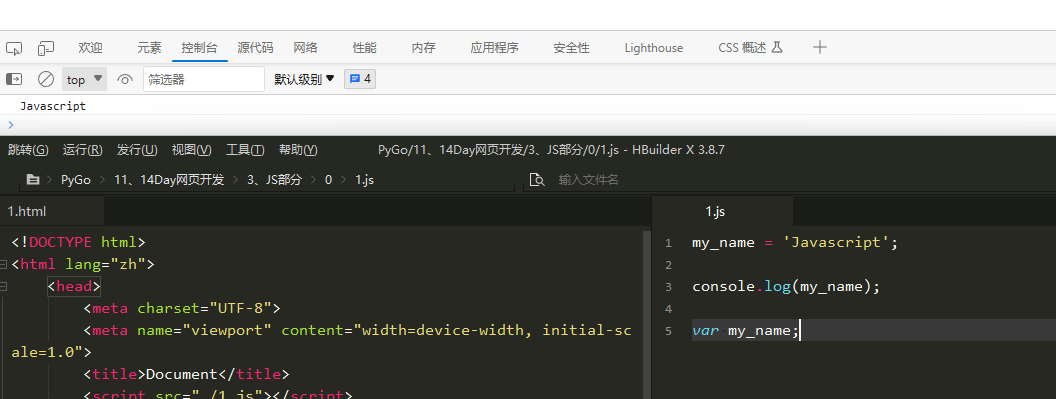 欢迎 元素 控制台 源代码 网络 性能 内存 应用程序 安全性 Lighthouse CSS 概述
top 筛选器 默认级别 4
Javascript
跳转(G) 运行(R) 发行(U) 视图(V) 工具(T) 帮助(Y) PyGo/11、14Day网页开发/3、JS部分/0/1.js - HBuilder X 3.8.7
PyGo 11、14Day网页开发 3、JS部分 0 1.js 输入文件名
1.html
<!DOCTYPE html>
<html lang="zh">
<head>
<meta charset="UTF-8">
<meta name="viewport" content="width=device-width, initial-sc
ale=1.0">
<title>Document</title>
<script src="./1.js"></script>
1.js
1 my_name = 'Javascript';
2
3 console.log(my_name);
4
5 var my_name;